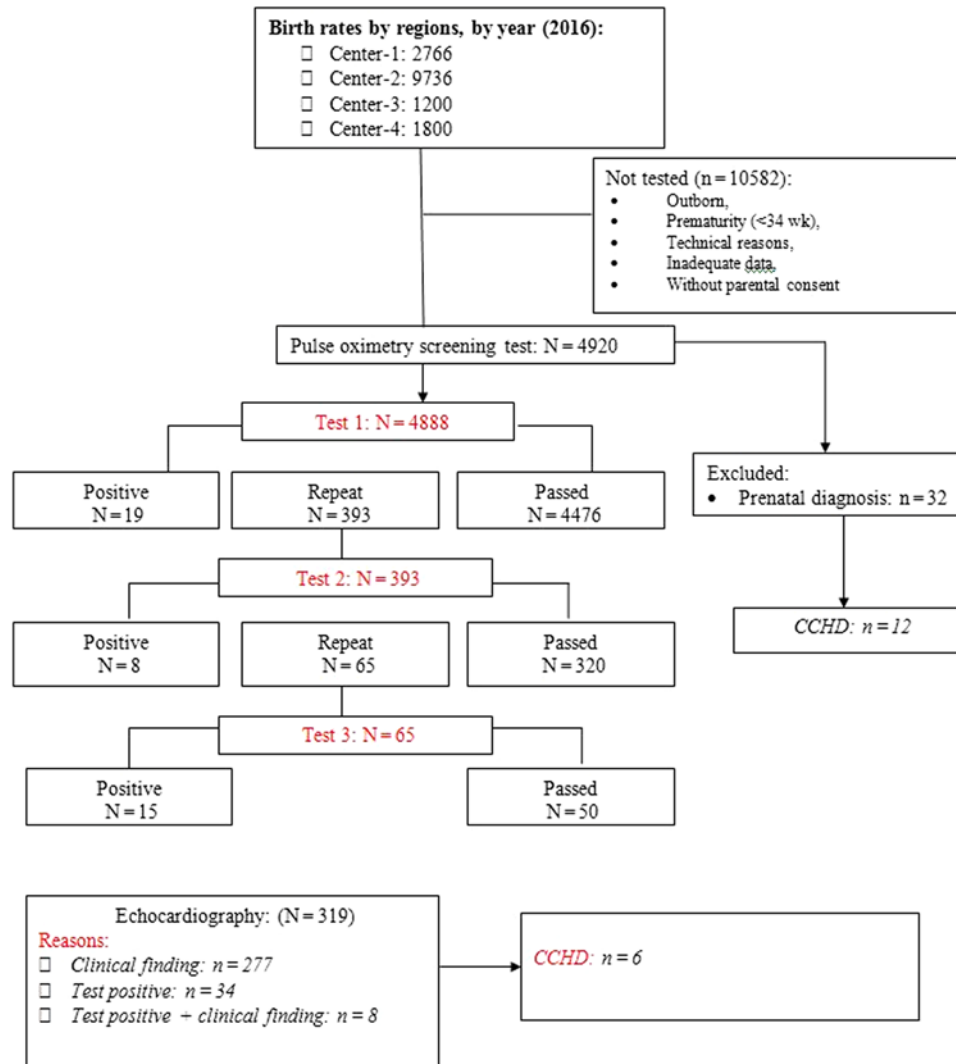 Birth rates by regions, by year (2016):
☐ Center-1: 2766
☐ Center-2: 9736
☐ Center-3: 1200
☐ Center-4: 1800
Not tested (n = 10582):
• Outborn,
• Prematurity (<34 wk),
• Technical reasons,
• Inadequate data,
• Without parental consent
Pulse oximetry screening test: N = 4920
Test 1: N = 4888
Excluded:
• Prenatal diagnosis: n = 32
Positive
N = 19
Repeat
N = 393
Passed
N = 4476
Test 2: N = 393
CCHD: n = 12
Positive
N = 8
Repeat
N = 65
Passed
N = 320
Test 3: N = 65
Positive
N = 15
Passed
N = 50
Echocardiography: (N = 319)
Reasons:
☐ Clinical finding: n = 277
☐ Test positive: n = 34
☐ Test positive + clinical finding: n = 8
CCHD: n = 6